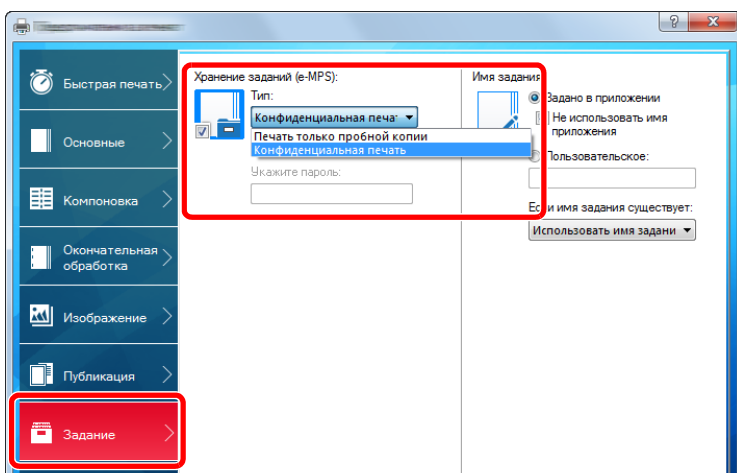 Быстрая печать
Основные
Компоновка
Окончательная
обработка
Изображение
Публикация
Задание
Хранение заданий (e-MPS):
Тип:
Конфиденциальная печа
Печать только пробной копии
Конфиденциальная печать
Укажите пароль:
Имя задания
Задано в приложении
Не использовать имя
приложения
Пользовательское:
Если имя задания существует:
Использовать имя задани